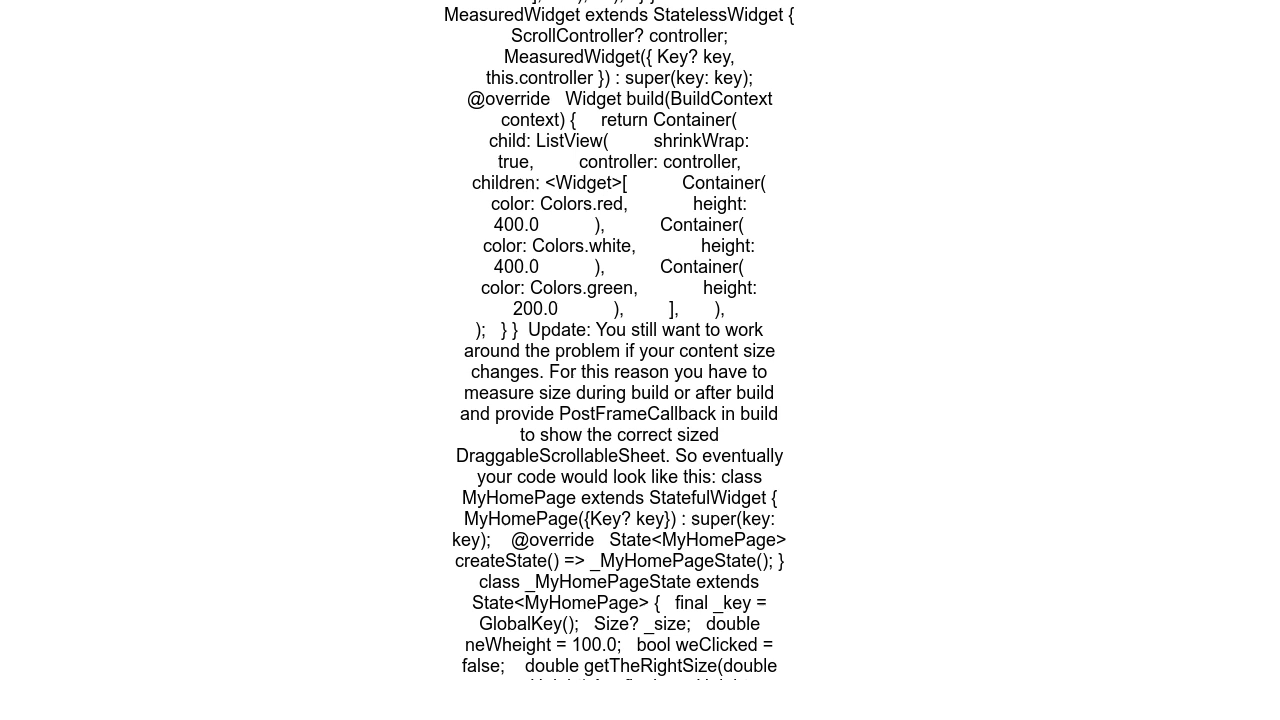 MeasuredWidget extends StatelessWidget {
ScrollController? controller;
MeasuredWidget({ Key? key,
this.controller }) : super(key: key);
@override   Widget build(BuildContext
context) {     return Container(
child: ListView(         shrinkWrap:
true,         controller: controller,
children: <Widget>[           Container(
color: Colors.red,             height:
400.0           ),           Container(
color: Colors.white,             height:
400.0           ),           Container(
color: Colors.green,             height:
200.0           ),         ],       ),
);   } }  Update: You still want to work
around the problem if your content size
changes. For this reason you have to
measure size during build or after build
and provide PostFrameCallback in build
to show the correct sized
DraggableScrollableSheet. So eventually
your code would look like this: class
MyHomePage extends StatefulWidget {
MyHomePage({Key? key}) : super(key:
key);    @override   State<MyHomePage>
createState() => _MyHomePageState(); }
class _MyHomePageState extends
State<MyHomePage> {   final _key =
GlobalKey();   Size? _size;   double
neWheight = 100.0;   bool weClicked =
false;    double getTheRightSize(double